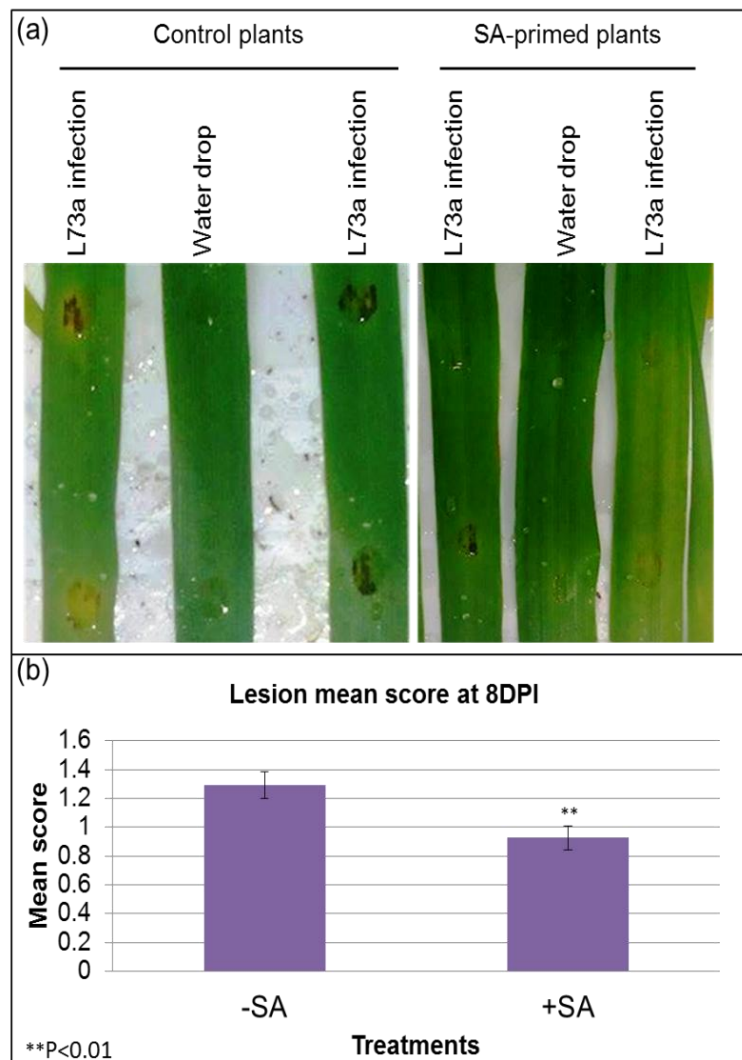 (a)
Control plants
SA-primed plants
L73a infection
Water drop
L73a infection
L73a infection
Water drop
L73a infection
(b)
Lesion mean score at 8DPI
Mean score
1.6
1.4
1.2
1
0.8
0.6
0.4
0.2
0
**
-SA
+SA
**P<0.01
Treatments